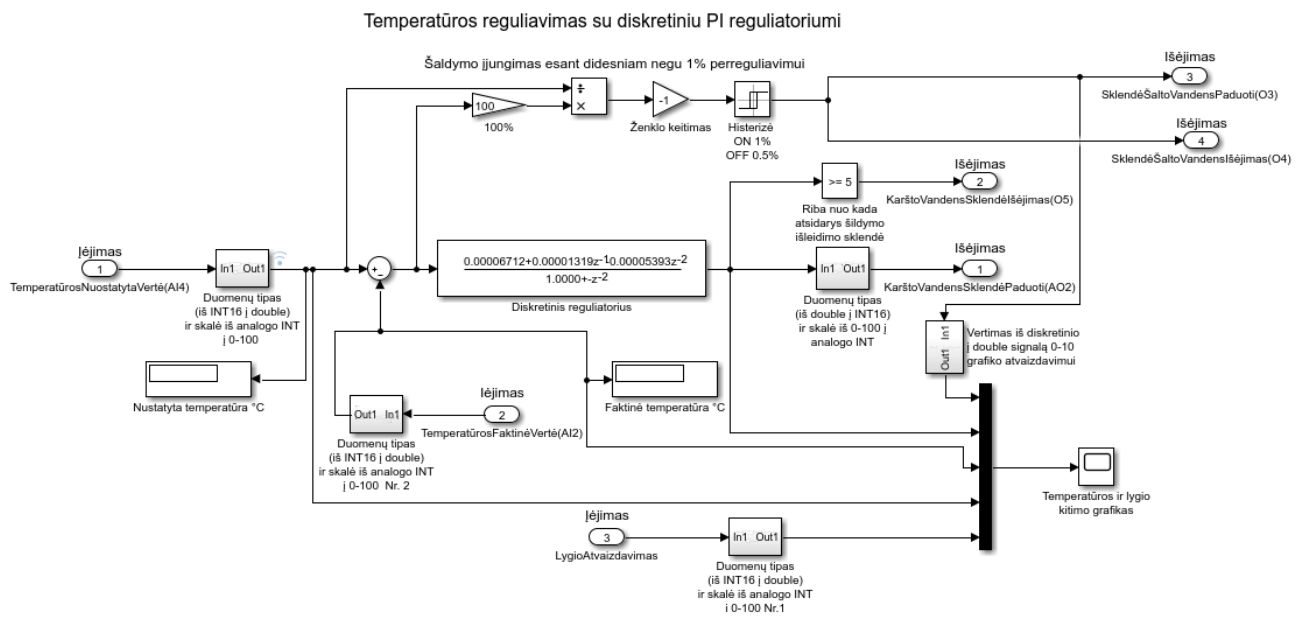 Temperatūros reguliavimas su diskretiniu PI reguliatoriumi
Šaldymo įjungimas esant didesniam negu 1% perreguliavimui
÷
×
100
100%
-1
Ženklo keitimas
Histerizė
ON 1%
OFF 0.5%
Išėjimas
3
SklendėŠaltoVandensPaduoti(O3)
Išėjimas
4
SklendėŠaltoVandensIšėjimas(O4)
>= 5
Riba nuo kada
atsidarys šildymo
išleidimo sklendė
Išėjimas
2
KarštoVandensSklendėIšėjimas(O5)
Įėjimas
1
TemperatūrosNuostatytaVertė(AI4)
In1 Out1
Duomenų tipas
(iš INT16 į double)
ir skalė iš analogo INT
į 0-100
+
-
0.00006712+0.00001319z-10.00005393z-2
1.0000+-z-2
Diskretinis reguliatorius
In1 Out1
Duomenų tipas
(iš double į INT16)
ir skalė iš 0-100 į
analogo INT
Išėjimas
1
KarštoVandensSklendėPaduoti(AO2)
In1
Out1
Vertimas iš diskretinio
į double signalą 0-10
grafiko atvaizdavimui
Nustatyta temperatūra °C
Out1 In1
Duomenų tipas
(iš INT16 į double)
ir skalė iš analogo INT
į 0-100 Nr. 2
Iėjimas
2
TemperatūrosFaktinėVertė(AI2)
Faktinė temperatūra °C
Temperatūros ir lygio
kitimo grafikas
Įėjimas
3
LygioAtvaizdavimas
In1 Out1
Duomenų tipas
(iš INT16 į double)
ir skalė iš analogo INT
į 0-100 Nr.1